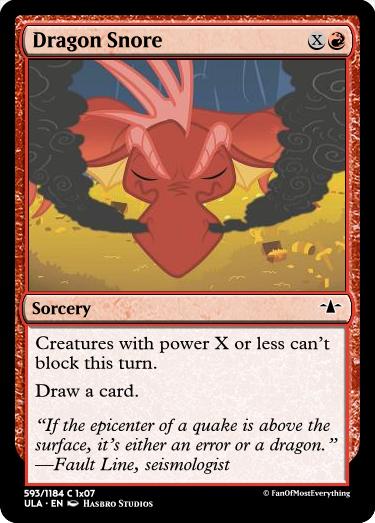 Dragon Snore X
Sorcery
Creatures with power X or less can't
block this turn.
Draw a card.
“If the epicenter of a quake is above the
surface, it's either an error or a dragon.”
—Fault Line, seismologist
593/1184 C 1x07
ULA · EN Hasbro Studios © FanOfMostEverything